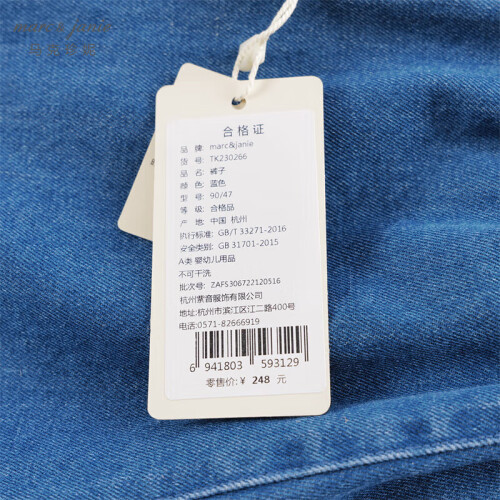 合格证
品 牌: marc&janie
货 号: TK230266
品 名: 裤子
颜 色: 蓝色
型 号: 90/47
等 级: 合格品
产 地: 中国 杭州
执行标准: GB/T 33271-2016
安全类别: GB 31701-2015
A类 婴幼儿用品
不可干洗
批次号: ZAFS306722120516
杭州紫音服饰有限公司
地址:杭州市滨江区江二路400号
电话:0571-82666919
6 941803 593129
零售价:¥ 248 元